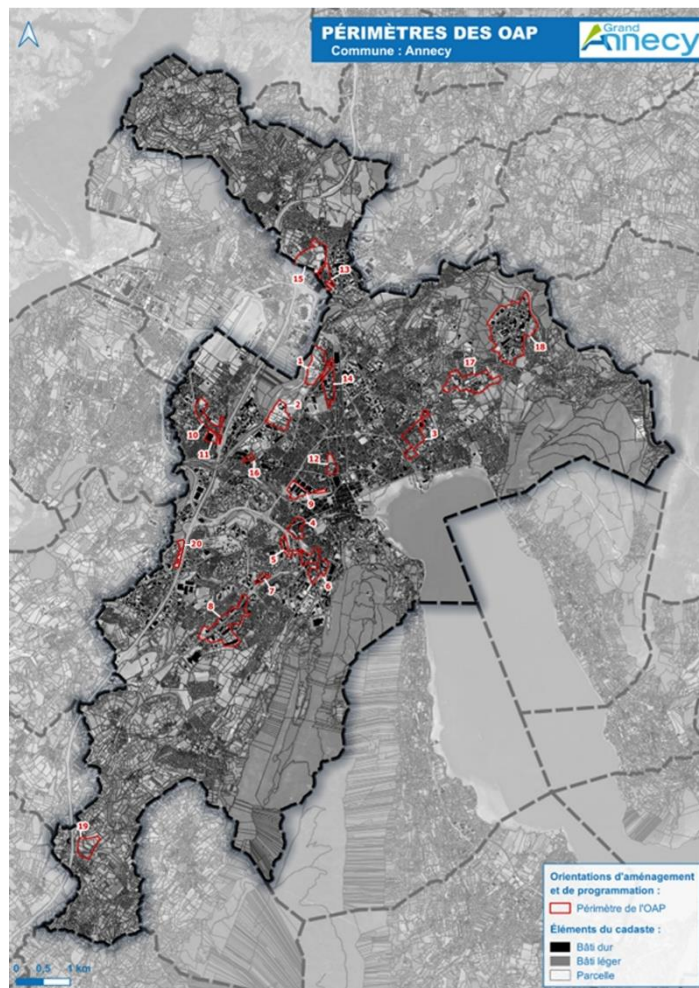 PÉRIMÈTRES DES OAP
Commune : Annecy
Grand
Annecy
15
13
18
17
1
14
2
3
10
11
16
12
9
4
20
5
6
7
8
19
Orientations d'aménagement
et de programmation :
Périmètre de l'OAP
Éléments du cadaste :
Bâti dur
Bâti léger
Parcelle
0 0,5 1 km